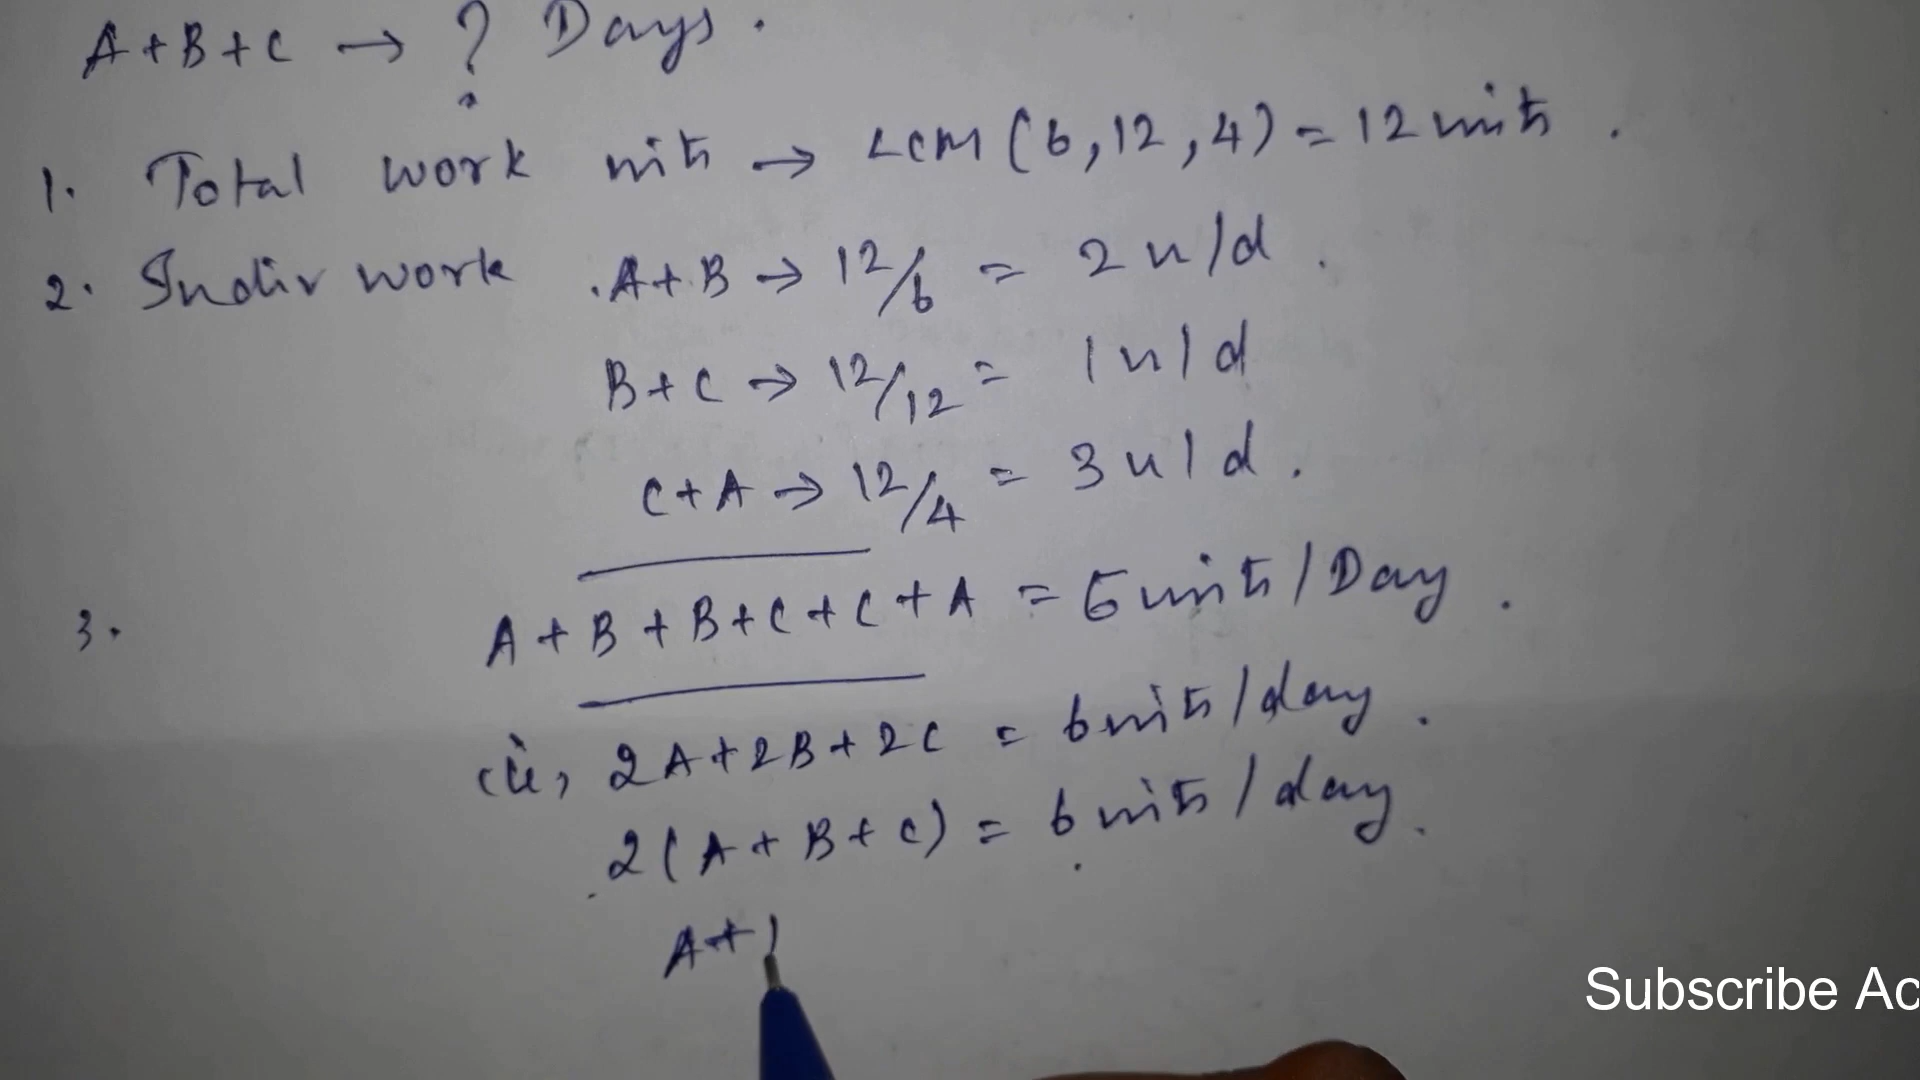 A+B+C → ? Days.
1. Total work units → LCM (6,12,4) = 12 units.
2. Indiv work A+B → 12/6 = 2 u/d.
B+C → 12/12 = 1 u/d
C+A → 12/4 = 3 u/d.
3. A+B+B+C+C+A = 6 units/Day.
(ie, 2A+2B+2C = 6 units/day.
2(A+B+C) = 6 units/day.
A+
Subscribe Ac